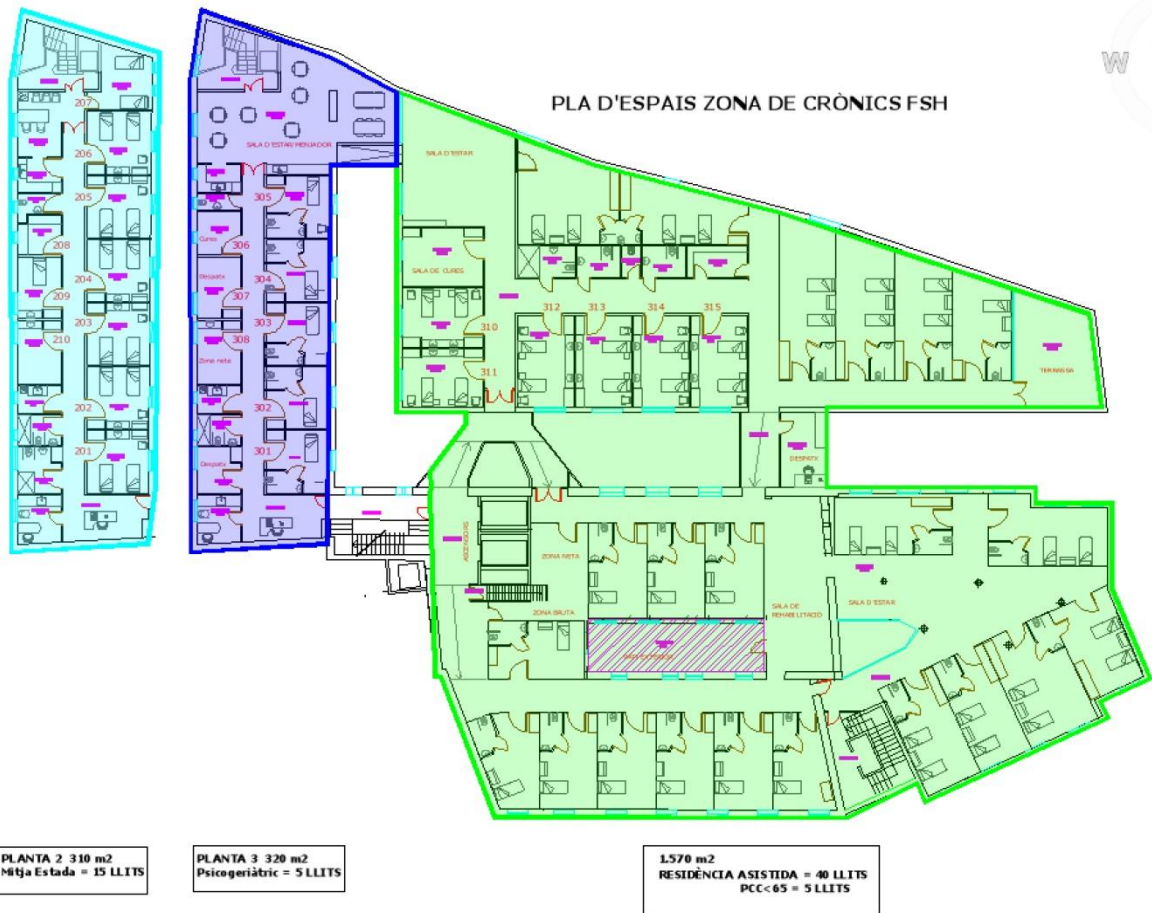 W
PLA D'ESPAIS ZONA DE CRÒNICS FSH
207
206
205
208
204
209
203
210
202
201
SALA D'ESTAR/MENJADOR
305
Cures
306
Despatx
304
307
303
308
Zona neta
302
301
Despatx
SALA D'ESTAR
SALA DE CURES
310
311
312
313
314
315
TERRASSA
DESPATX
ASCENSORS
ZONA NETA
ZONA BRUTA
SALA DE
REHABILITACIÓ
SALA D'ESTAR
PLANTA 2 310 m2
Mitja Estada = 15 LLITS
PLANTA 3 320 m2
Psicogeriàtric = 5 LLITS
1.570 m2
RESIDÈNCIA ASISTIDA = 40 LLITS
PCC<65 = 5 LLITS